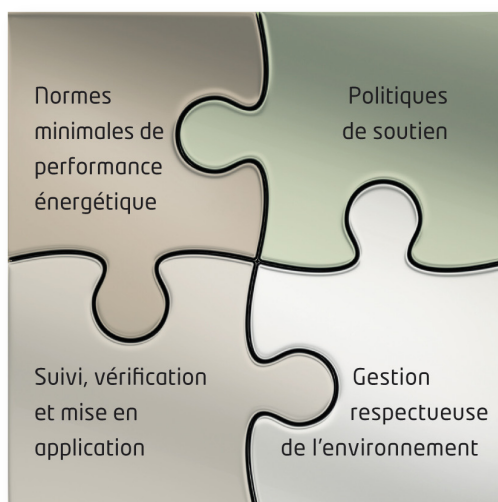 Normes
minimales de
performance
énergétique
Politiques
de soutien
Suivi, vérification
et mise en
application
Gestion
respectueuse
de l'environnement